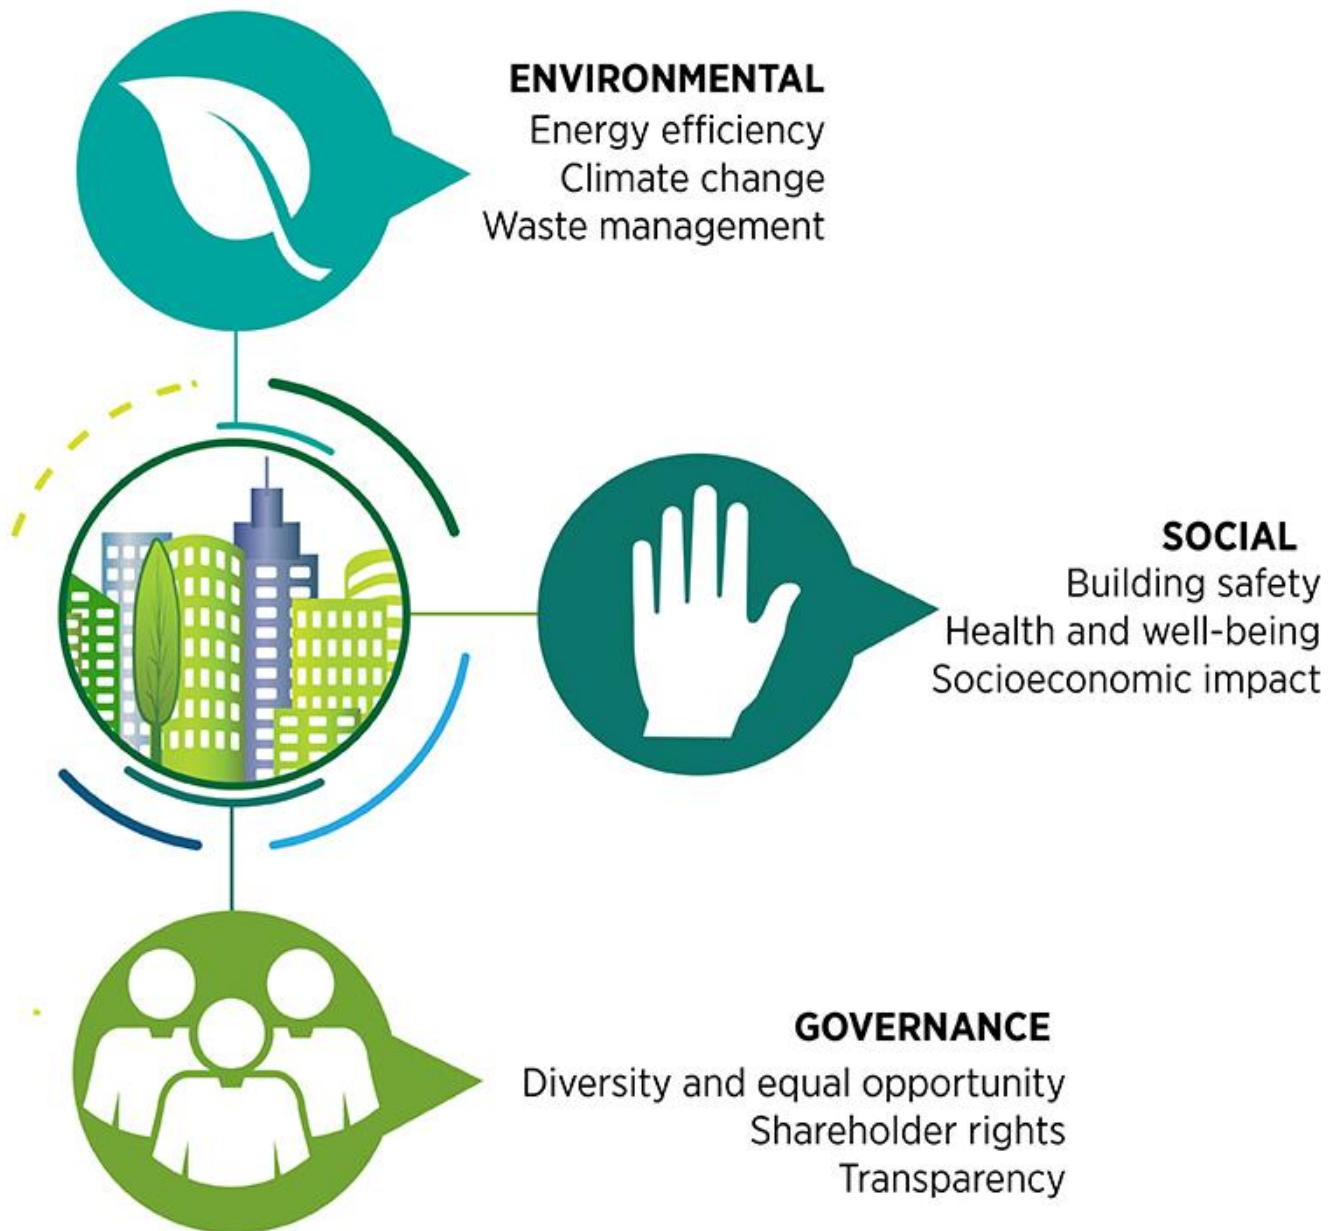 ENVIRONMENTAL
Energy efficiency
Climate change
Waste management
SOCIAL
Building safety
Health and well-being
Socioeconomic impact
GOVERNANCE
Diversity and equal opportunity
Shareholder rights
Transparency